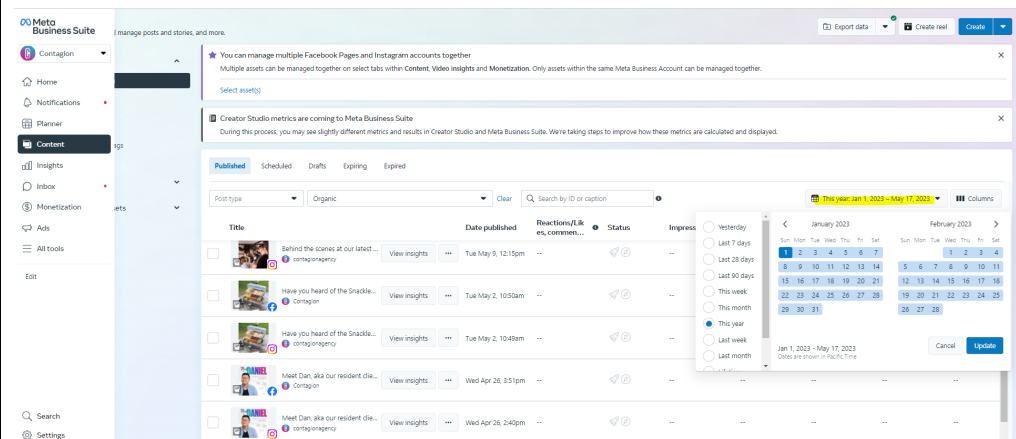 Meta
Business Suite
Contagion
Home
Notifications
Planner
Content
Insights
Inbox
Monetization
Ads
All tools
Edit
Search
Settings
l manage posts and stories, and more.
ags
sets
Export data
Create reel
Create
You can manage multiple Facebook Pages and Instagram accounts together
Multiple assets can be managed together on select tabs within Content, Video insights and Monetization. Only assets within the same Meta Business Account can be managed together.
Select asset(s)
Creator Studio metrics are coming to Meta Business Suite
During this process, you may see slightly different metrics and results in Creator Studio and Meta Business Suite. We're taking steps to improve how these metrics are calculated and displayed.
Published Scheduled Drafts Expiring Expired
Post type Organic Clear Search by ID or caption This year: Jan 1, 2023 – May 17, 2023 Columns
Title Date published Reactions/Lik
es, commen... Status Impress
Behind the scenes at our latest ...
contagionagency
View insights ... Tue May 9, 12:15pm -- --
Have you heard of the Snackle...
Contagion
View insights ... Tue May 2, 10:50am -- --
Have you heard of the Snackle...
contagionagency
View insights ... Tue May 2, 10:49am -- --
DANIEL
Meet Dan, aka our resident clie...
Contagion
View insights ... Wed Apr 26, 3:51pm -- -- -- -- -- --
DANIEL
Meet Dan, aka our resident clie...
contagionagency
View insights ... Wed Apr 26, 2:40pm -- -- -- -- -- --
Yesterday
Last 7 days
Last 28 days
Last 90 days
This week
This month
This year
Last week
Last month
January 2023
Sun Mon Tue Wed Thu Fri Sat
1 2 3 4 5 6 7
8 9 10 11 12 13 14
15 16 17 18 19 20 21
22 23 24 25 26 27 28
29 30 31
February 2023
Sun Mon Tue Wed Thu Fri Sat
1 2 3 4
5 6 7 8 9 10 11
12 13 14 15 16 17 18
19 20 21 22 23 24 25
26 27 28
Jan 1, 2023 - May 17, 2023
Dates are shown in Pacific Time
Cancel Update